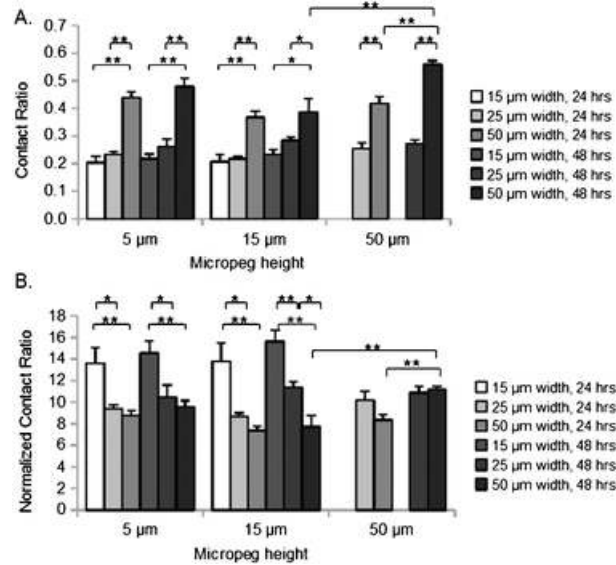 A.
** **
** ** ** * ** **
** ** ** *
Contact Ratio
0.7
0.6
0.5
0.4
0.3
0.2
0.1
0.0
15 µm width, 24 hrs
25 µm width, 24 hrs
50 µm width, 24 hrs
15 µm width, 48 hrs
25 µm width, 48 hrs
50 µm width, 48 hrs
5 µm 15 µm 50 µm
Micropeg height
B.
* * * ** *
** ** ** **
**
**
Normalized Contact Ratio
18
16
14
12
10
8
6
4
2
0
15 µm width, 24 hrs
25 µm width, 24 hrs
50 µm width, 24 hrs
15 µm width, 48 hrs
25 µm width, 48 hrs
50 µm width, 48 hrs
5 µm 15 µm 50 µm
Micropeg height